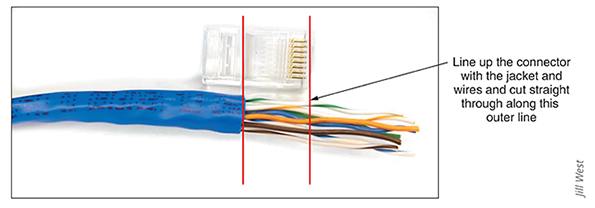 Line up the connector
with the jacket and
wires and cut straight
through along this
outer line
Jill West